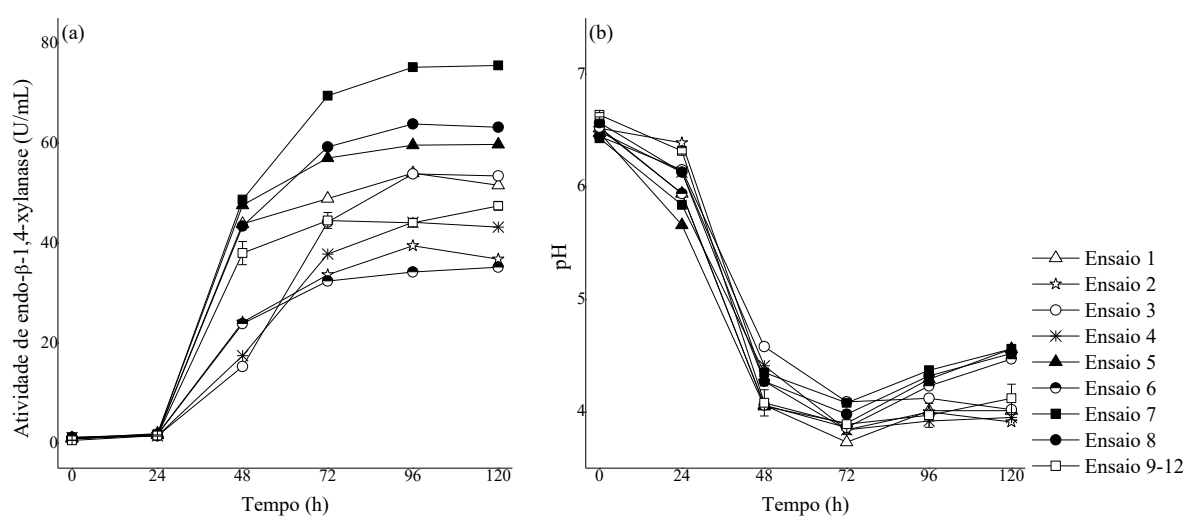 (a)
Atividade de endo-β-1,4-xylanase (U/mL)
80
60
40
20
0
0 24 48 72 96 120
Tempo (h)
(b)
pH
7
6
5
4
0 24 48 72 96 120
Tempo (h)
Ensaio 1
Ensaio 2
Ensaio 3
Ensaio 4
Ensaio 5
Ensaio 6
Ensaio 7
Ensaio 8
Ensaio 9-12